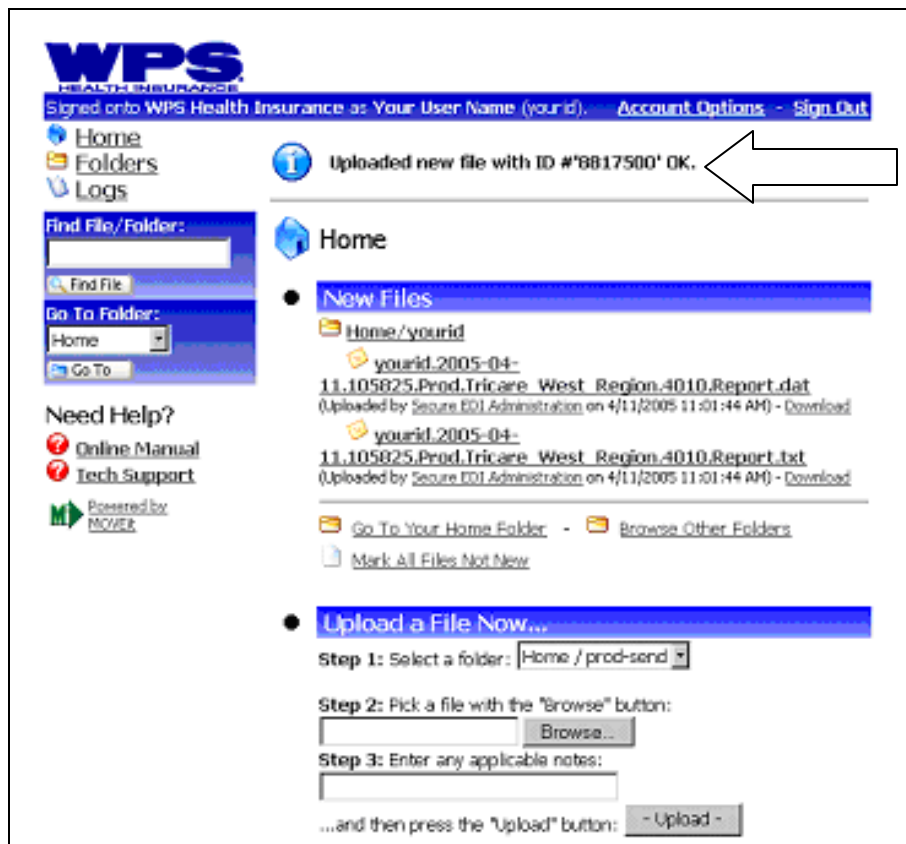 WPS
HEALTH INSURANCE
Signed onto WPS Health Insurance as Your User Name (yourid). Account Options - Sign Out
Home
Folders
Logs
Find File/Folder:
Find File
Go To Folder:
Home
Go To
Need Help?
Online Manual
Tech Support
Powered by
MOVEit
Uploaded new file with ID #'8817500' OK.
Home
New Files
Home/yourid
yourid.2005-04-
11.105825.Prod.Tricare_West_Region.4010.Report.dat
(Uploaded by Secure EDI Administration on 4/11/2005 11:01:44 AM) - Download
yourid.2005-04-
11.105825.Prod.Tricare_West_Region.4010.Report.txt
(Uploaded by Secure EDI Administration on 4/11/2005 11:01:44 AM) - Download
Go To Your Home Folder - Browse Other Folders
Mark All Files Not New
Upload a File Now...
Step 1: Select a folder: Home / prod-send
Step 2: Pick a file with the "Browse" button:
Browse...
Step 3: Enter any applicable notes:
...and then press the "Upload" button: - Upload -